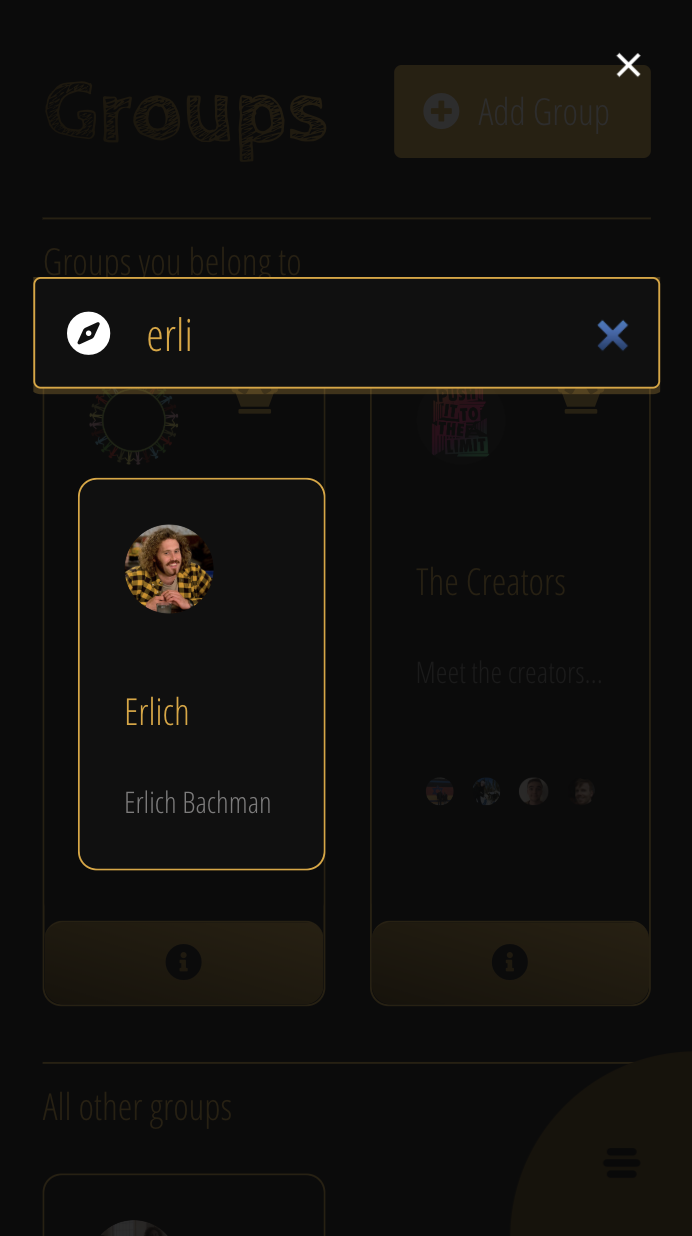 Groups
Add Group
Groups you belong to
erli
PUSH
IT TO
THE
LIMIT
Erlich
Erlich Bachman
The Creators
Meet the creators...
All other groups